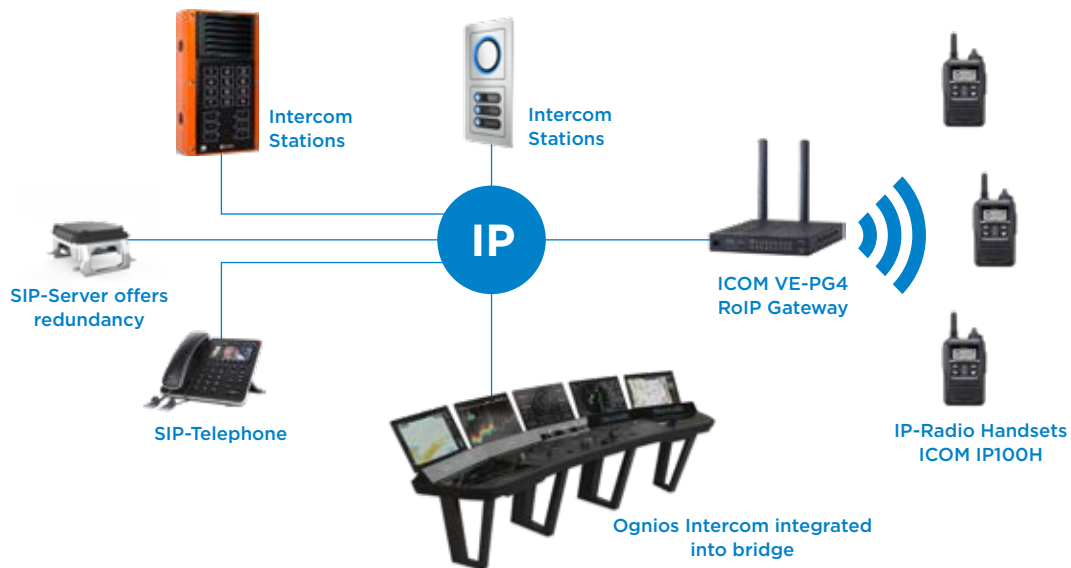 Intercom
Stations
Intercom
Stations
IP
SIP-Server offers
redundancy
ICOM VE-PG4
RoIP Gateway
SIP-Telephone
IP-Radio Handsets
ICOM IP100H
Ognios Intercom integrated
into bridge